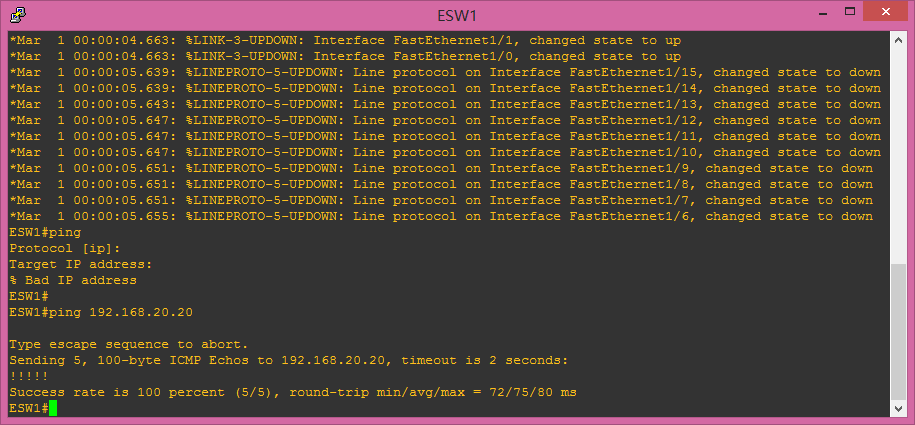 ESW1
*Mar  1 00:00:04.663: %LINK-3-UPDOWN: Interface FastEthernet1/1, changed state to up
*Mar  1 00:00:04.663: %LINK-3-UPDOWN: Interface FastEthernet1/0, changed state to up
*Mar  1 00:00:05.639: %LINEPROTO-5-UPDOWN: Line protocol on Interface FastEthernet1/15, changed state to down
*Mar  1 00:00:05.639: %LINEPROTO-5-UPDOWN: Line protocol on Interface FastEthernet1/14, changed state to down
*Mar  1 00:00:05.643: %LINEPROTO-5-UPDOWN: Line protocol on Interface FastEthernet1/13, changed state to down
*Mar  1 00:00:05.647: %LINEPROTO-5-UPDOWN: Line protocol on Interface FastEthernet1/12, changed state to down
*Mar  1 00:00:05.647: %LINEPROTO-5-UPDOWN: Line protocol on Interface FastEthernet1/11, changed state to down
*Mar  1 00:00:05.647: %LINEPROTO-5-UPDOWN: Line protocol on Interface FastEthernet1/10, changed state to down
*Mar  1 00:00:05.651: %LINEPROTO-5-UPDOWN: Line protocol on Interface FastEthernet1/9, changed state to down
*Mar  1 00:00:05.651: %LINEPROTO-5-UPDOWN: Line protocol on Interface FastEthernet1/8, changed state to down
*Mar  1 00:00:05.651: %LINEPROTO-5-UPDOWN: Line protocol on Interface FastEthernet1/7, changed state to down
*Mar  1 00:00:05.655: %LINEPROTO-5-UPDOWN: Line protocol on Interface FastEthernet1/6, changed state to down
ESW1#ping
Protocol [ip]:
Target IP address:
% Bad IP address
ESW1#
ESW1#ping 192.168.20.20
Type escape sequence to abort.
Sending 5, 100-byte ICMP Echos to 192.168.20.20, timeout is 2 seconds:
!!!!!
Success rate is 100 percent (5/5), round-trip min/avg/max = 72/75/80 ms
ESW1#